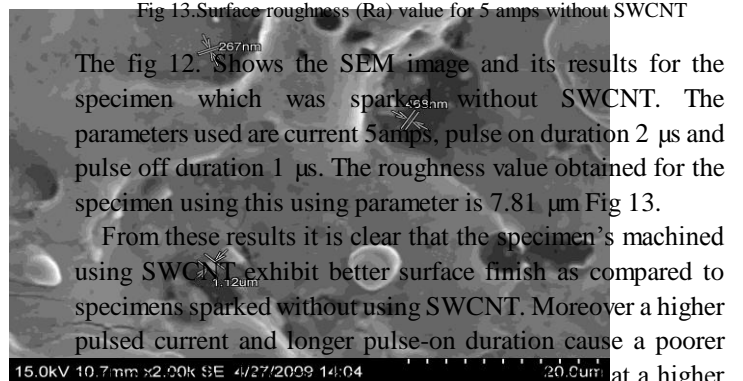 Fig 13.Surface roughness (Ra) value for 5 amps without SWCNT
267nm
The fig 12. Shows the SEM image and its results for the
specimen which was sparked without SWCNT. The
parameters used are current 5amps, pulse on duration 2 µs and
pulse off duration 1 µs. The roughness value obtained for the
specimen using this using parameter is 7.81 µm Fig 13.
From these results it is clear that the specimen’s machined
using SWCNT exhibit better surface finish as compared to
1.12um
specimens sparked without using SWCNT. Moreover a higher
pulsed current and longer pulse-on duration cause a poorer
15.0kV 10.7mm x2.00k SE 4/27/2009 14:04 20.0um
at a higher